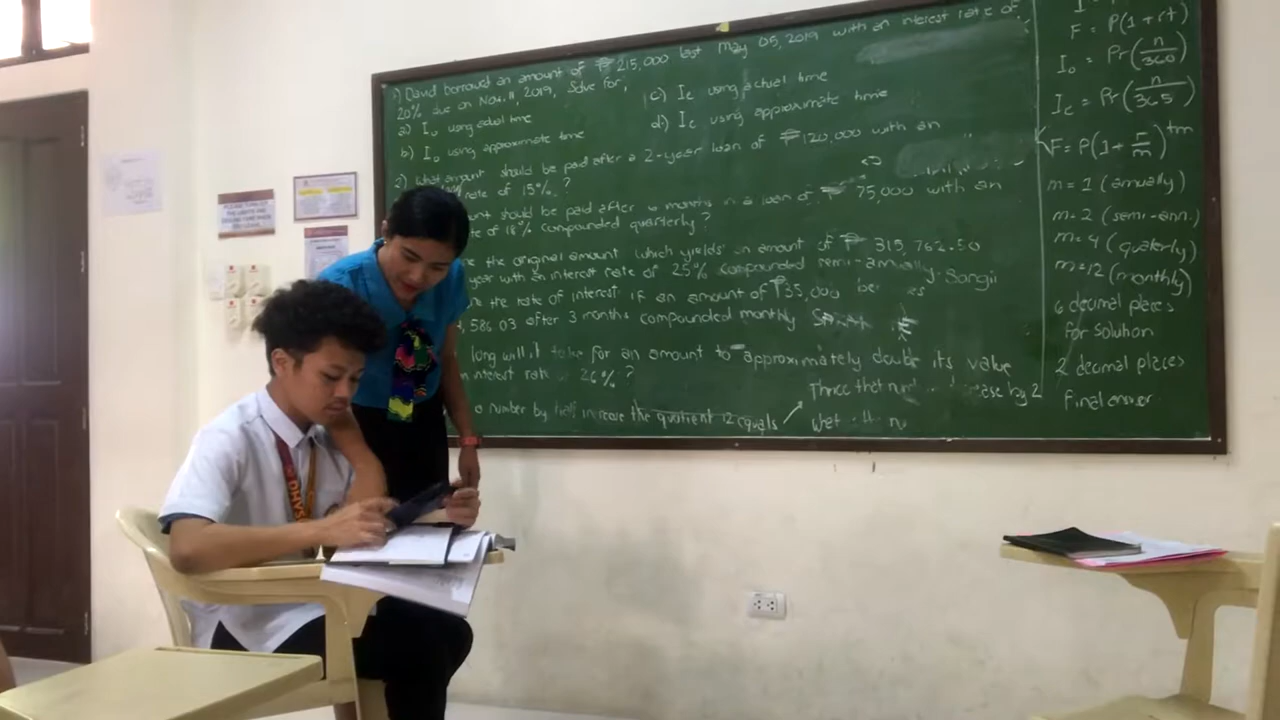 1) David borrowed an amount of ₱ 215,000 last May 05, 2019 with an interest rate of
20% due on Nov. 11, 2019, Solve for,
a) Io using actual time
c) Ic using actual time
b) Io using approximate time
d) Ic using approximate time
2) What amount should be paid after a 2-year loan of ₱120,000 with an
rate of 15%. ?
should be paid after 6 months in a loan of ₱ 75,000 with an
of 18% compounded quarterly ?
the original amount which yields an amount of ₱ 315,762.50
year with an interest rate of 25% compounded semi-annually.
the rate of interest if an amount of ₱35,000
586.03 after 3 months compounded monthly
long will it take for an amount to approximately double its value
interest rate 26% ?
number by half increase the quotient 12 equals
Thrice that 2
What
F = P(1+rt)
Io = Pr(n/360)
Ic = Pr(n/365)
F = P(1+r/m)^tm
m = 1 (annually)
m = 2 (semi-ann.)
m = 4 (quaterly)
m = 12 (monthly)
6 decimal places
for solution
2 decimal places
final answer